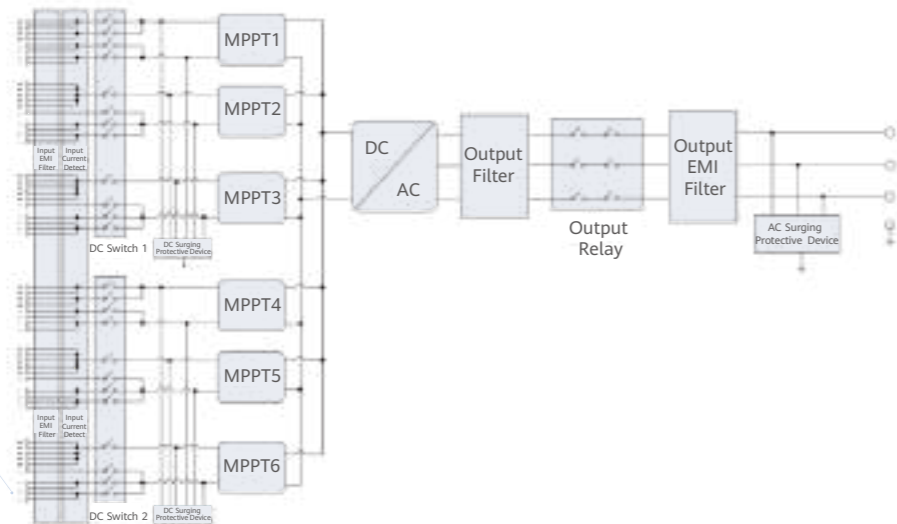 MPPT1
MPPT2
Input
EMI
Filter
Input
Current
Detect
MPPT3
DC Switch 1
DC Surging
Protective Device
DC
AC
Output
Filter
Output
Relay
Output
EMI
Filter
AC Surging
Protective Device
MPPT4
MPPT5
Input
EMI
Filter
Input
Current
Detect
MPPT6
DC Switch 2
DC Surging
Protective Device